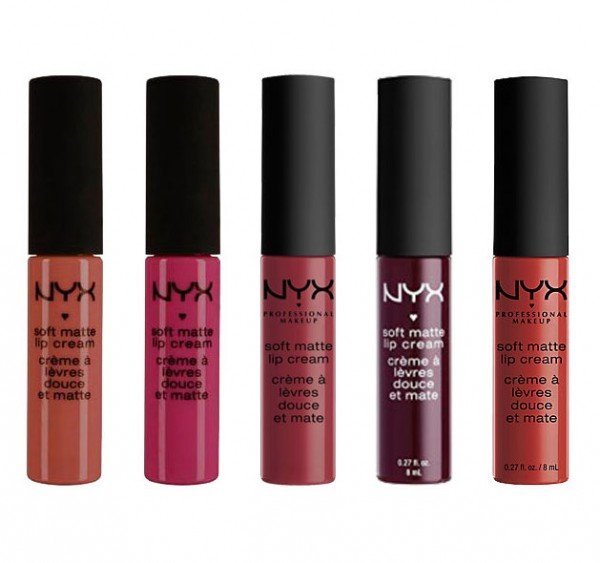 NYX
soft matte
lip cream
crème à
lèvres
douce
et matte
NYX
soft matte
lip cream
crème à
lèvres
douce
et matte
NYX
PROFESSIONAL
MAKEUP
soft matte
lip cream
crème à
lèvres
douce
et mate
NYX
soft matte
lip cream
crème à
lèvres
douce
et matte
0.27 fl. oz.
8 mL
NYX
PROFESSIONAL
MAKEUP
soft matte
lip cream
crème à
lèvres
douce
et mate
0.27 fl. oz. / 8 mL